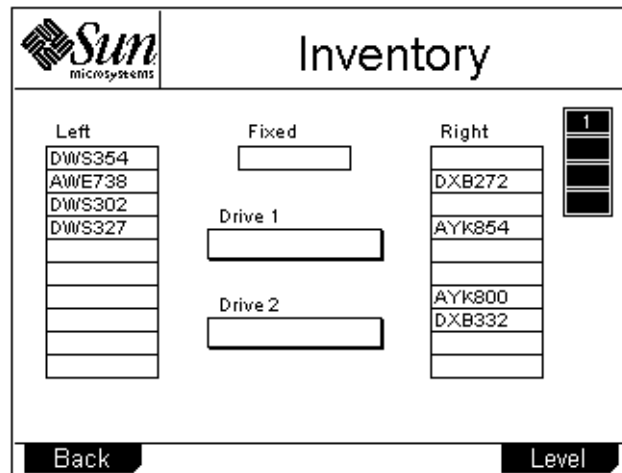 Sun
microsystems
Inventory
1
Left
Fixed
Right
DWS354
AWE738
DXB272
DWS302
DWS327
Drive 1
AYK854
Drive 2
AYK800
DXB332
Back
Level